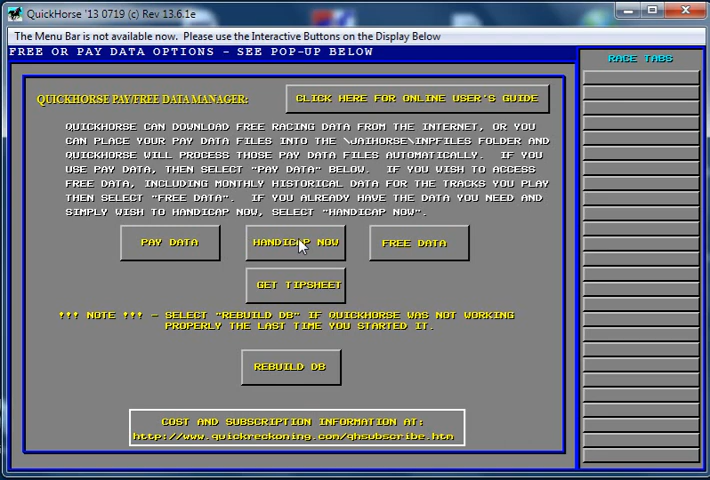 QuickHorse '13 0719 (c) Rev 13.6.1e
The Menu Bar is not available now.  Please use the Interactive Buttons on the Display Below
FREE OR PAY DATA OPTIONS - SEE POP-UP BELOW
RACE TABS
QUICKHORSE PAY/FREE DATA MANAGER:
CLICK HERE FOR ONLINE USER'S GUIDE
QUICKHORSE CAN DOWNLOAD FREE RACING DATA FROM THE INTERNET, OR YOU
CAN PLACE YOUR PAY DATA FILES INTO THE \JAIHORSE\INPFILES FOLDER AND
QUICKHORSE WILL PROCESS THOSE PAY DATA FILES AUTOMATICALLY.  IF YOU
USE PAY DATA, THEN SELECT "PAY DATA" BELOW.  IF YOU WISH TO ACCESS
FREE DATA, INCLUDING MONTHLY HISTORICAL DATA FOR THE TRACKS YOU PLAY
THEN SELECT "FREE DATA".  IF YOU ALREADY HAVE THE DATA YOU NEED AND
SIMPLY WISH TO HANDICAP NOW, SELECT "HANDICAP NOW".
PAY DATA
HANDICAP NOW
FREE DATA
GET TIPSHEET
!!! NOTE !!! - SELECT "REBUILD DB" IF QUICKHORSE WAS NOT WORKING
PROPERLY THE LAST TIME YOU STARTED IT.
REBUILD DB
COST AND SUBSCRIPTION INFORMATION AT:
http://www.quickreckoning.com/qhsubscribe.htm